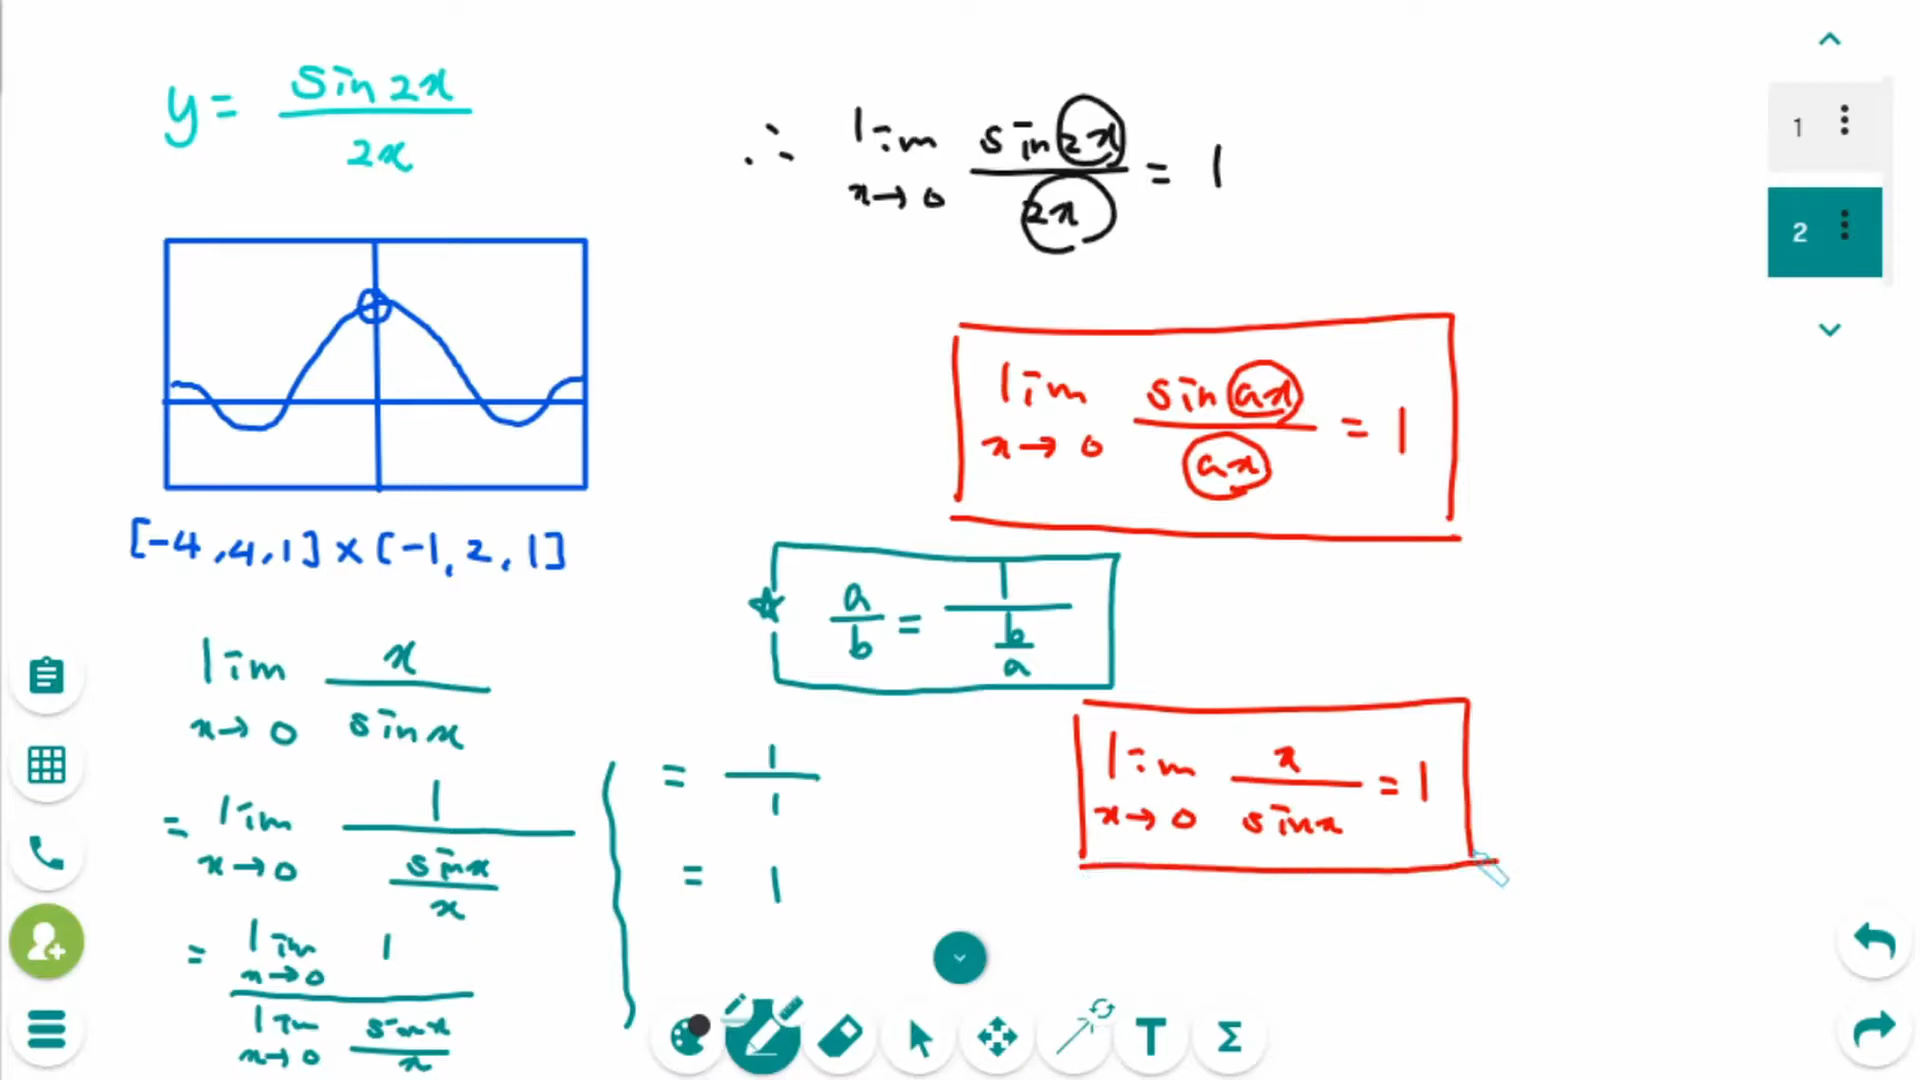 y = sin 2x / 2x
[-4, 4, 1] x [-1, 2, 1]
lim x→0 x / sin x
= lim x→0 1 / (sin x / x)
= lim x→0 1 / lim x→0 sin x / x
= 1 / 1
= 1
∴ lim x→0 sin 2x / 2x = 1
lim x→0 sin ax / ax = 1
☆ a / b = 1 / (b / a)
lim x→0 x / sin x = 1
1
2
T
Σ